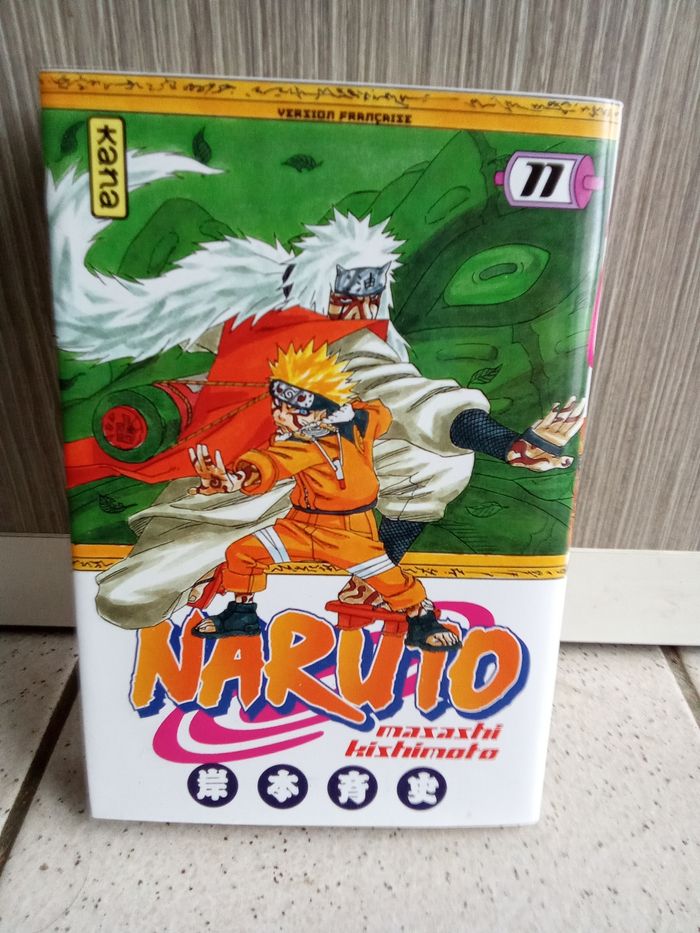 VERSION FRANÇAISE
kana
11
NARUTO
masashi
kishimoto
岸本斉史